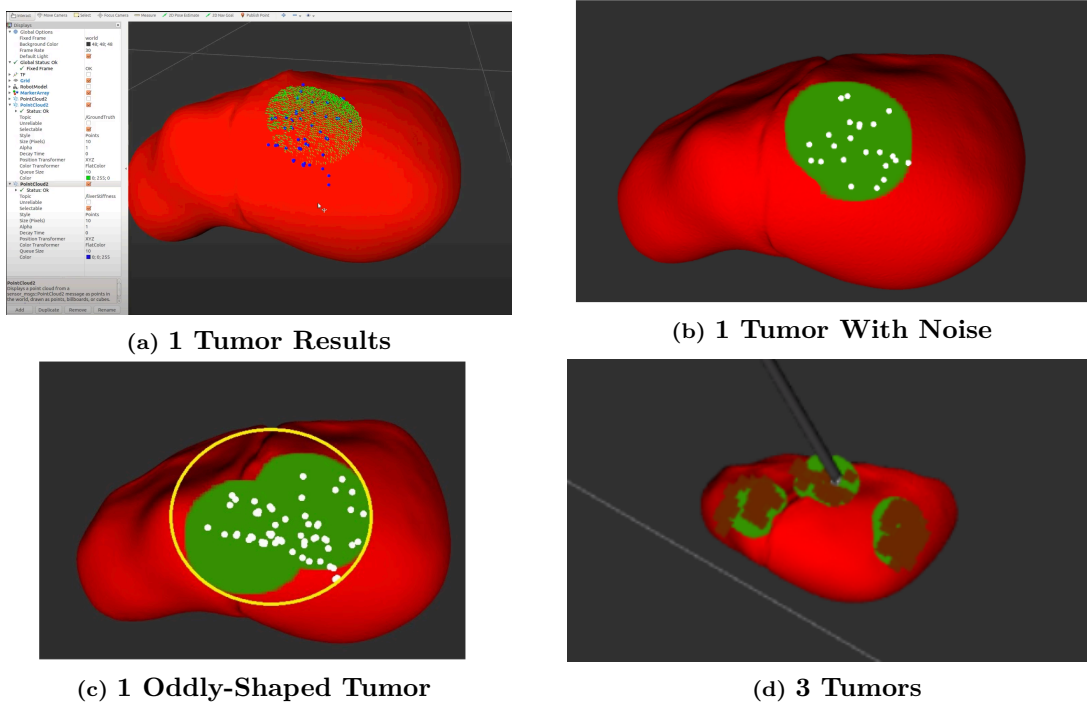 Interact Move Camera Select Focus Camera Measure 2D Pose Estimate 2D Nav Goal Publish Point
Displays
Global Options
Fixed Frame world
Background Color 48; 48; 48
Frame Rate 30
Default Light
Global Status: Ok
Fixed Frame OK
TF
Grid
RobotModel
MarkerArray
PointCloud2
PointCloud2
Status: Ok
Topic /GroundTruth
Unreliable
Selectable
Style Points
Size (Pixels) 10
Alpha 1
Decay Time 0
Position Transformer XYZ
Color Transformer FlatColor
Queue Size 10
Color 0; 255; 0
PointCloud2
Status: Ok
Topic /liverStiffness
Unreliable
Selectable
Style Points
Size (Pixels) 10
Alpha 1
Decay Time 0
Position Transformer XYZ
Color Transformer FlatColor
Queue Size 10
Color 0; 0; 255
PointCloud2
Displays a point cloud from a
sensor_msgs::PointCloud2 message as points in
the world, drawn as points, billboards, or cubes.
Add Duplicate Remove Rename
(a) 1 Tumor Results
(b) 1 Tumor With Noise
(c) 1 Oddly-Shaped Tumor
(d) 3 Tumors